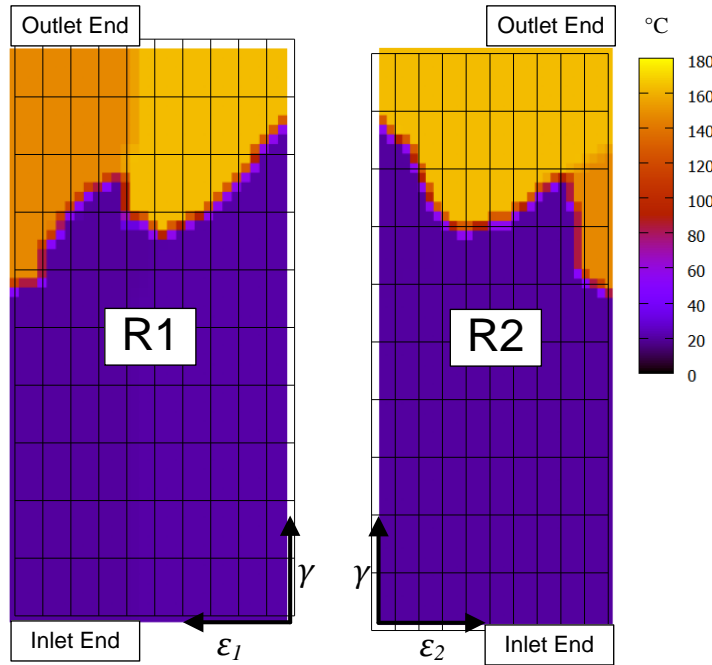 Outlet End
Outlet End
°C
180
160
140
120
100
80
60
40
20
0
R1
R2
γ
γ
Inlet End
ε1
ε2
Inlet End